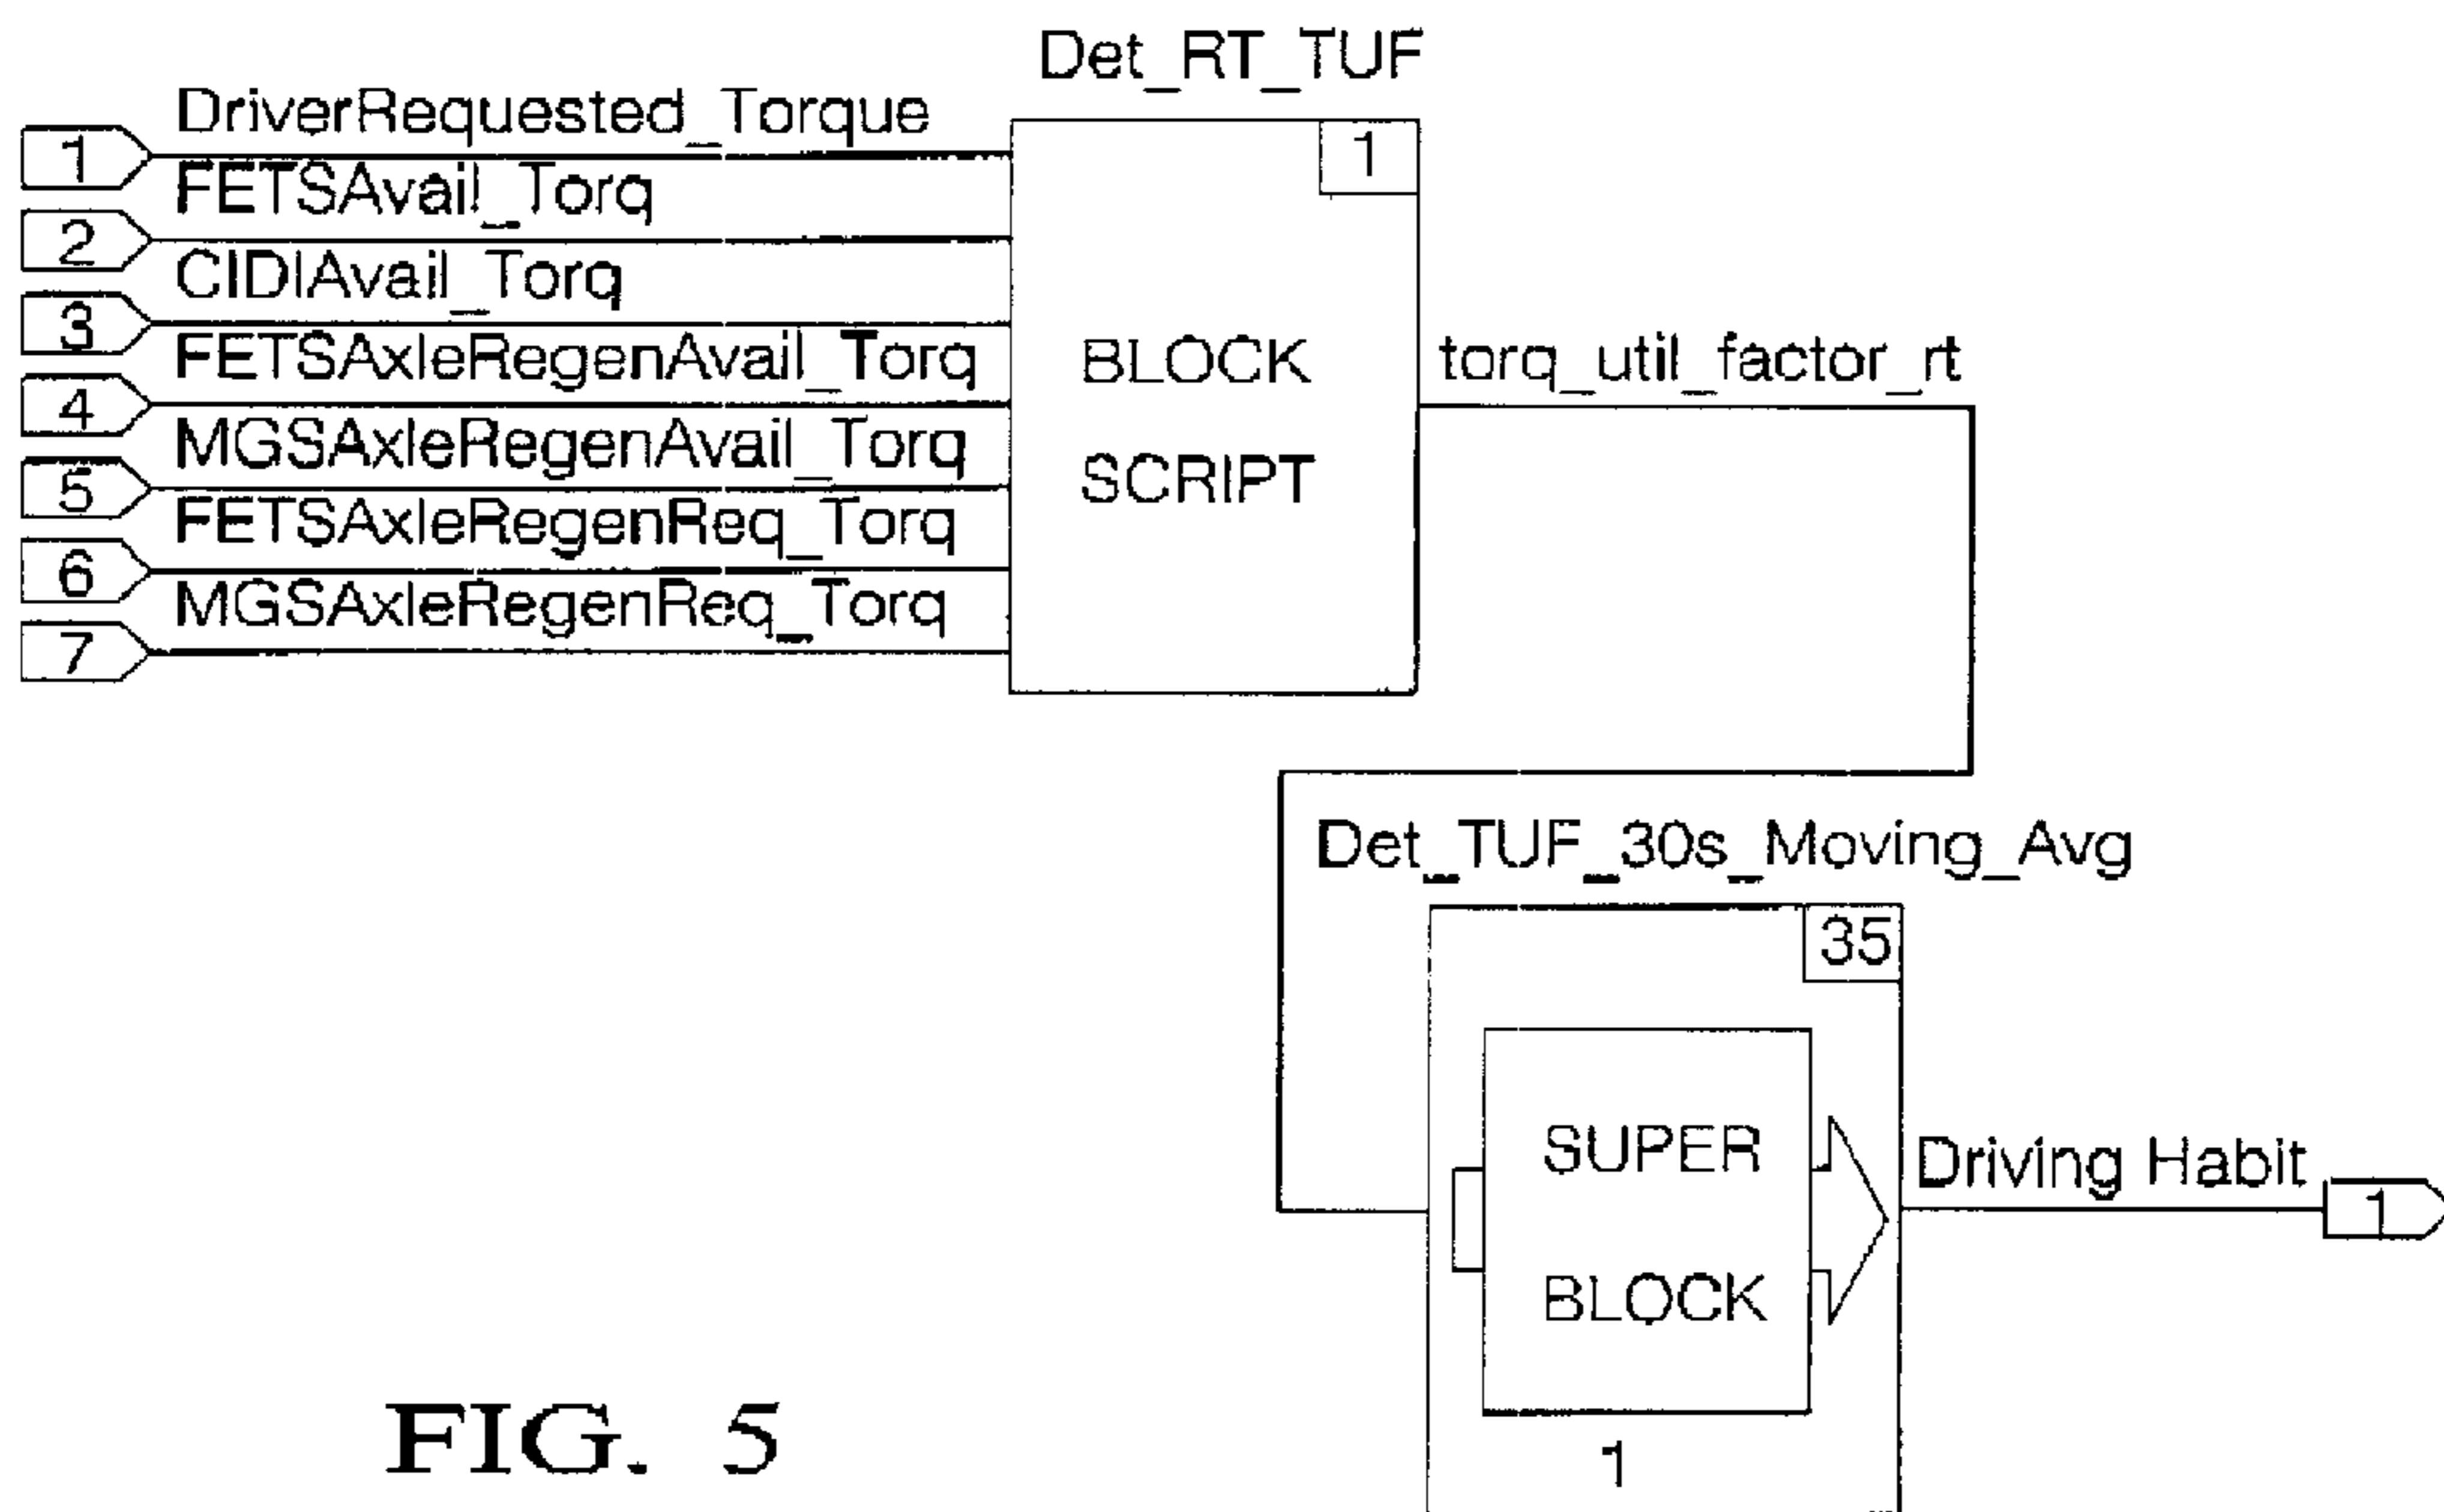 Det_RT_TUF
1 DriverRequested_Torque
2 FETSAvail_Torq
3 CIDIAvail_Torq
4 FETSAxleRegenAvail_Torq
5 MGSAxleRegenAvail_Torq
6 FETSAxleRegenReq_Torq
7 MGSAxleRegenReq_Torq
1
BLOCK
SCRIPT
torq_util_factor_rt
Det_TUF_30s_Moving_Avg
35
SUPER
BLOCK
1
Driving Habit 1
FIG. 5